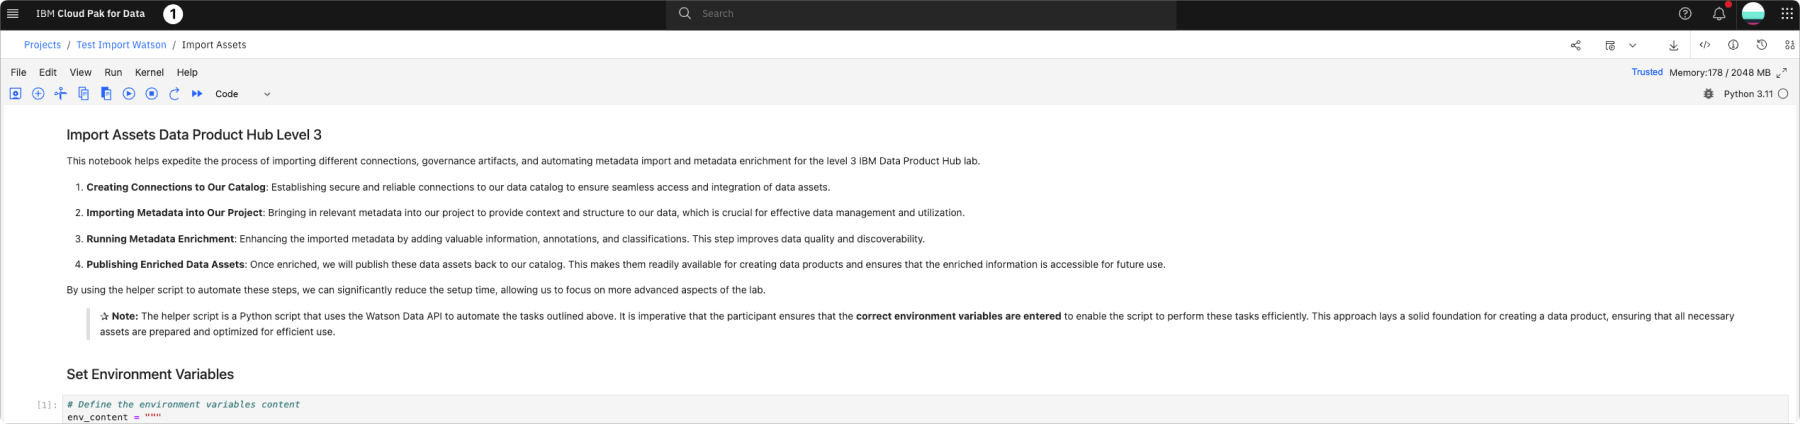 IBM Cloud Pak for Data 1 Search
Projects / Test Import Watson / Import Assets
File Edit View Run Kernel Help Trusted Memory:178 / 2048 MB
Code Python 3.11
Import Assets Data Product Hub Level 3
This notebook helps expedite the process of importing different connections, governance artifacts, and automating metadata import and metadata enrichment for the level 3 IBM Data Product Hub lab.
1. Creating Connections to Our Catalog: Establishing secure and reliable connections to our data catalog to ensure seamless access and integration of data assets.
2. Importing Metadata into Our Project: Bringing in relevant metadata into our project to provide context and structure to our data, which is crucial for effective data management and utilization.
3. Running Metadata Enrichment: Enhancing the imported metadata by adding valuable information, annotations, and classifications. This step improves data quality and discoverability.
4. Publishing Enriched Data Assets: Once enriched, we will publish these data assets back to our catalog. This makes them readily available for creating data products and ensures that the enriched information is accessible for future use.
By using the helper script to automate these steps, we can significantly reduce the setup time, allowing us to focus on more advanced aspects of the lab.
✰ Note: The helper script is a Python script that uses the Watson Data API to automate the tasks outlined above. It is imperative that the participant ensures that the correct environment variables are entered to enable the script to perform these tasks efficiently. This approach lays a solid foundation for creating a data product, ensuring that all necessary
assets are prepared and optimized for efficient use.
Set Environment Variables
[1]: # Define the environment variables content
env_content = """